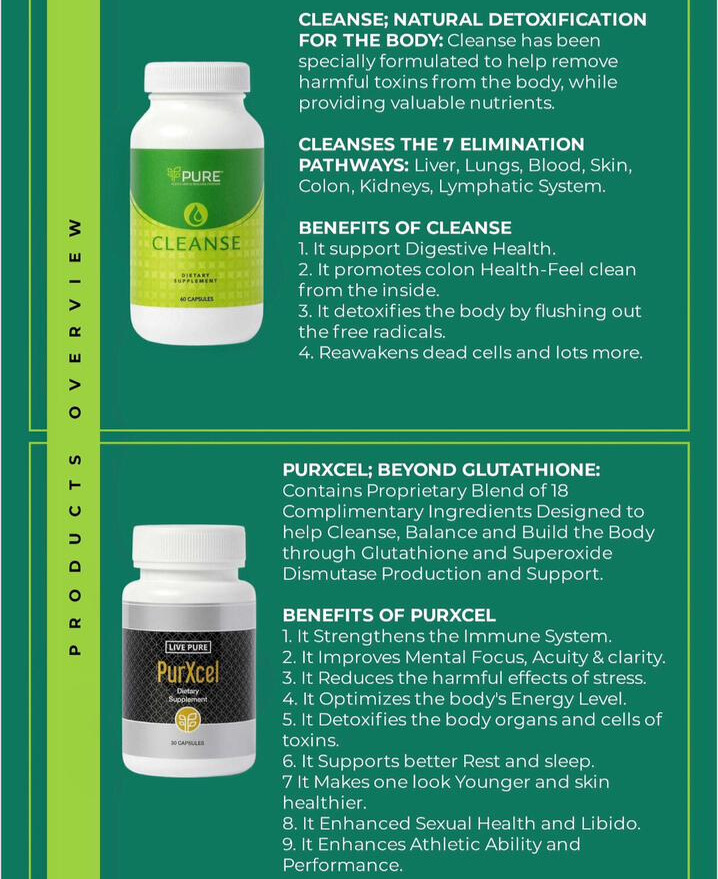 PRODUCTS OVERVIEW
CLEANSE; NATURAL DETOXIFICATION
FOR THE BODY: Cleanse has been
specially formulated to help remove
harmful toxins from the body, while
providing valuable nutrients.
CLEANSES THE 7 ELIMINATION
PATHWAYS: Liver, Lungs, Blood, Skin,
Colon, Kidneys, Lymphatic System.
BENEFITS OF CLEANSE
1. It support Digestive Health.
2. It promotes colon Health-Feel clean
from the inside.
3. It detoxifies the body by flushing out
the free radicals.
4. Reawakens dead cells and lots more.
PURE
CLEANSE
DIETARY
SUPPLEMENT
60 CAPSULES
PURXCEL; BEYOND GLUTATHIONE:
Contains Proprietary Blend of 18
Complimentary Ingredients Designed to
help Cleanse, Balance and Build the Body
through Glutathione and Superoxide
Dismutase Production and Support.
BENEFITS OF PURXCEL
1. It Strengthens the Immune System.
2. It Improves Mental Focus, Acuity & clarity.
3. It Reduces the harmful effects of stress.
4. It Optimizes the body's Energy Level.
5. It Detoxifies the body organs and cells of
toxins.
6. It Supports better Rest and sleep.
7 It Makes one look Younger and skin
healthier.
8. It Enhanced Sexual Health and Libido.
9. It Enhances Athletic Ability and
Performance.
LIVE PURE
PurXcel
Dietary
Supplement
30 CAPSULES